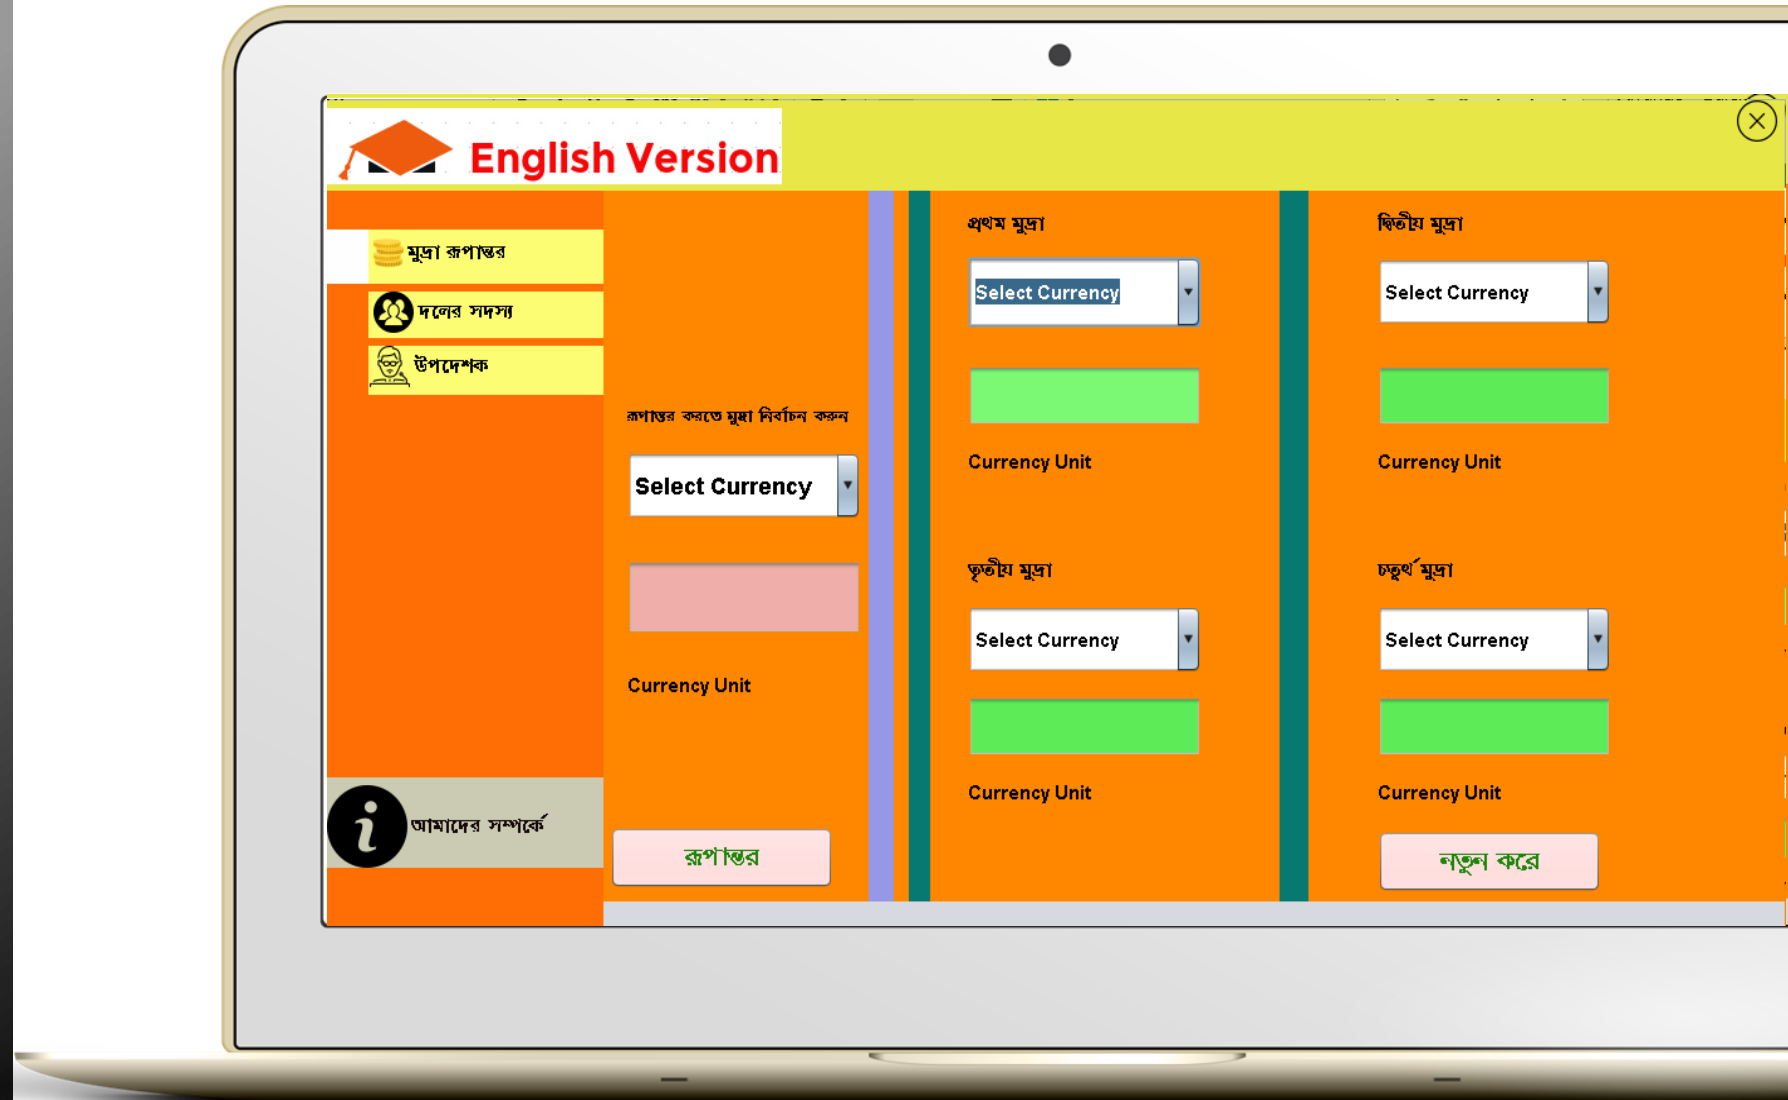 English Version
মুদ্রা রূপান্তর
দলের সদস্য
উপদেশক
আমাদের সম্পর্কে
রূপান্তর করতে মুদ্রা নির্বাচন করুন
Select Currency
Currency Unit
রূপান্তর
প্রথম মুদ্রা
Select Currency
Currency Unit
দ্বিতীয় মুদ্রা
Select Currency
Currency Unit
তৃতীয় মুদ্রা
Select Currency
Currency Unit
চতুর্থ মুদ্রা
Select Currency
Currency Unit
নতুন করে